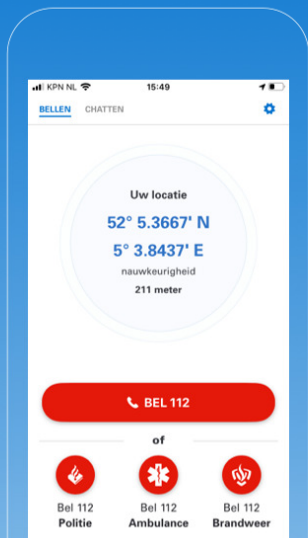 KPN NL 15:49
BELLEN CHATTEN
Uw locatie
52° 5.3667' N
5° 3.8437' E
nauwkeurigheid
211 meter
BEL 112
of
Bel 112 Bel 112 Bel 112
Politie Ambulance Brandweer